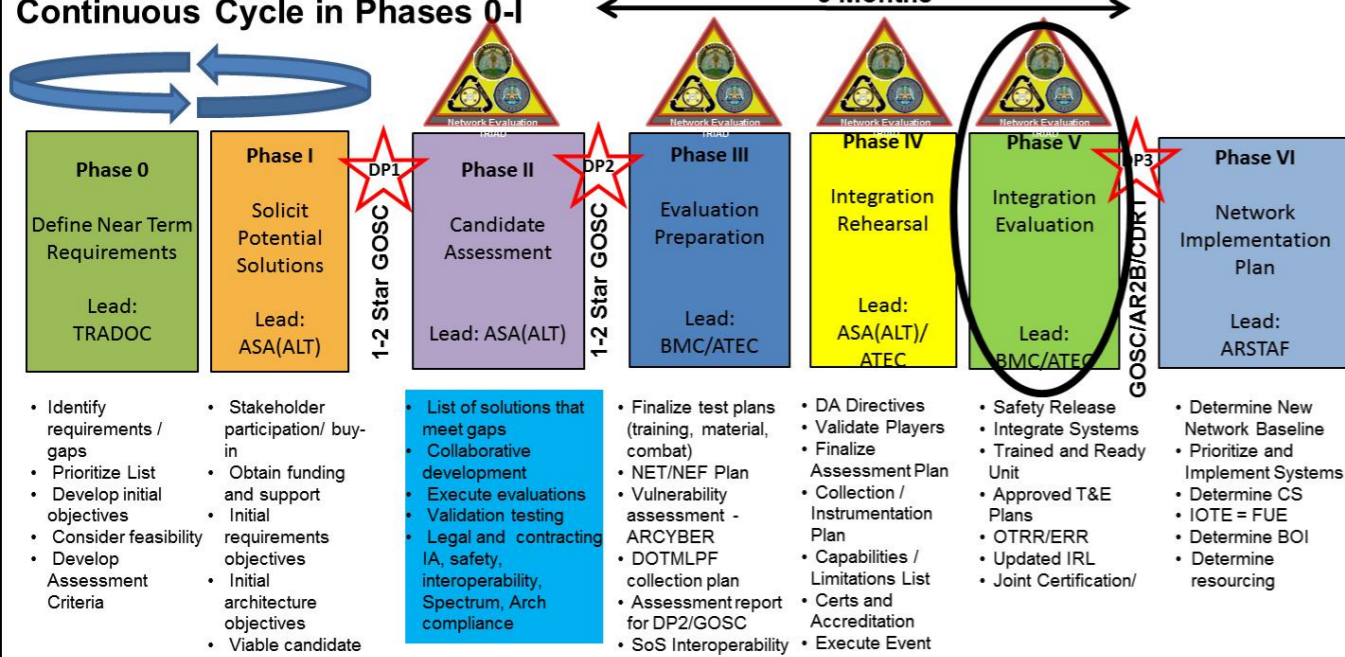 Continuous Cycle in Phases 0-I
Months
Network Evaluation
TRIAD
Network Evaluation
TRIAD
Network Evaluation
TRIAD
Network Evaluation
TRIAD
Phase 0
Define Near Term
Requirements
Lead:
TRADOC
Phase I
Solicit
Potential
Solutions
Lead:
ASA(ALT)
DP1
1-2 Star GOSC
Phase II
Candidate
Assessment
Lead: ASA(ALT)
DP2
1-2 Star GOSC
Phase III
Evaluation
Preparation
Lead:
BMC/ATEC
Phase IV
Integration
Rehearsal
Lead:
ASA(ALT)/
ATEC
Phase V
Integration
Evaluation
Lead:
BMC/ATEC
DP3
GOSC/AR2B/CDRT
Phase VI
Network
Implementation
Plan
Lead:
ARSTAF
• Identify
requirements /
gaps
• Prioritize List
• Develop initial
objectives
• Consider feasibility
• Develop
Assessment
Criteria
• Stakeholder
participation/ buy-
in
• Obtain funding
and support
• Initial
requirements
objectives
• Initial
architecture
objectives
• Viable candidate
• List of solutions that
meet gaps
• Collaborative
development
• Execute evaluations
• Validation testing
• Legal and contracting
IA, safety,
interoperability,
Spectrum, Arch
compliance
• Finalize test plans
(training, material,
combat)
• NET/NEF Plan
• Vulnerability
assessment -
ARCYBER
• DOTMLPF
collection plan
• Assessment report
for DP2/GOSC
• SoS Interoperability
• DA Directives
• Validate Players
• Finalize
Assessment Plan
• Collection /
Instrumentation
Plan
• Capabilities /
Limitations List
• Certs and
Accreditation
• Execute Event
• Safety Release
• Integrate Systems
• Trained and Ready
Unit
• Approved T&E
Plans
• OTRR/ERR
• Updated IRL
• Joint Certification/
• Determine New
Network Baseline
• Prioritize and
Implement Systems
• Determine CS
• IOTE = FUE
• Determine BOI
• Determine
resourcing